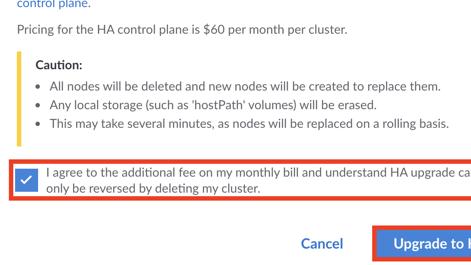 control plane.
Pricing for the HA control plane is $60 per month per cluster.
Caution:
• All nodes will be deleted and new nodes will be created to replace them.
• Any local storage (such as 'hostPath' volumes) will be erased.
• This may take several minutes, as nodes will be replaced on a rolling basis.
I agree to the additional fee on my monthly bill and understand HA upgrade ca
only be reversed by deleting my cluster.
Cancel
Upgrade to